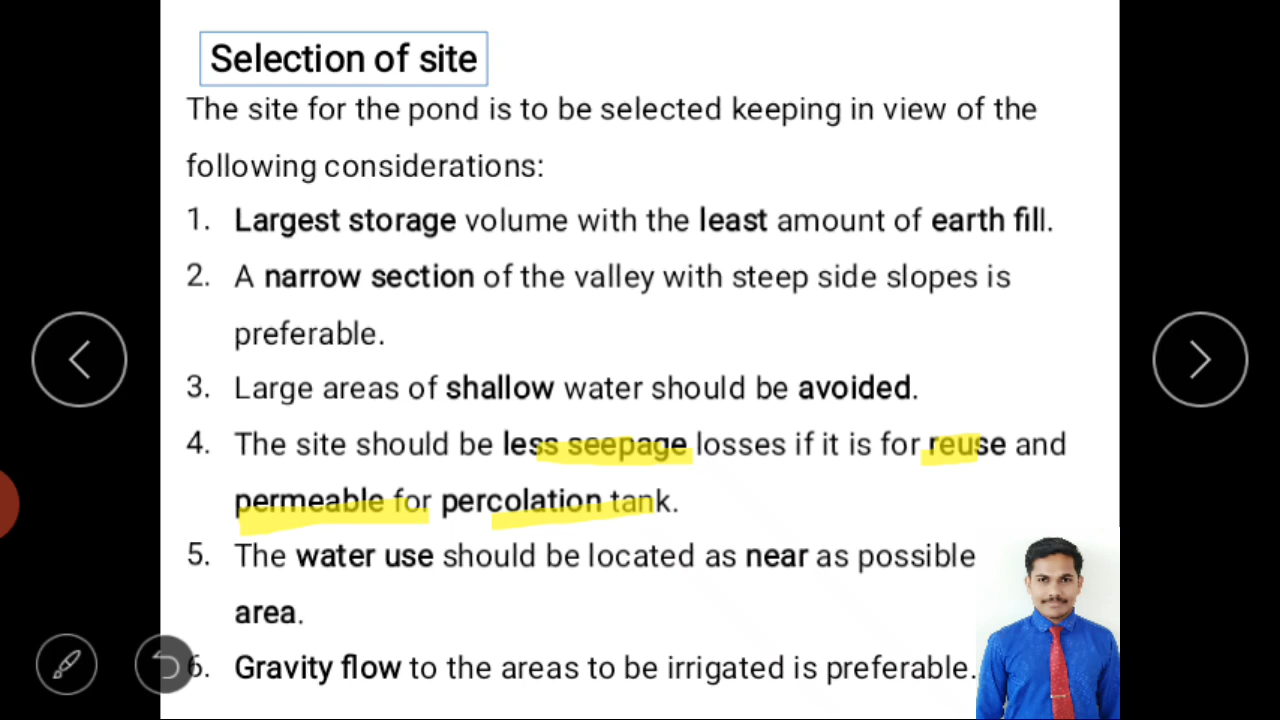 Selection of site
The site for the pond is to be selected keeping in view of the
following considerations:
1. Largest storage volume with the least amount of earth fill.
2. A narrow section of the valley with steep side slopes is
preferable.
3. Large areas of shallow water should be avoided.
4. The site should be less seepage losses if it is for reuse and
permeable for percolation tank.
5. The water use should be located as near as possible
area.
6. Gravity flow to the areas to be irrigated is preferable.